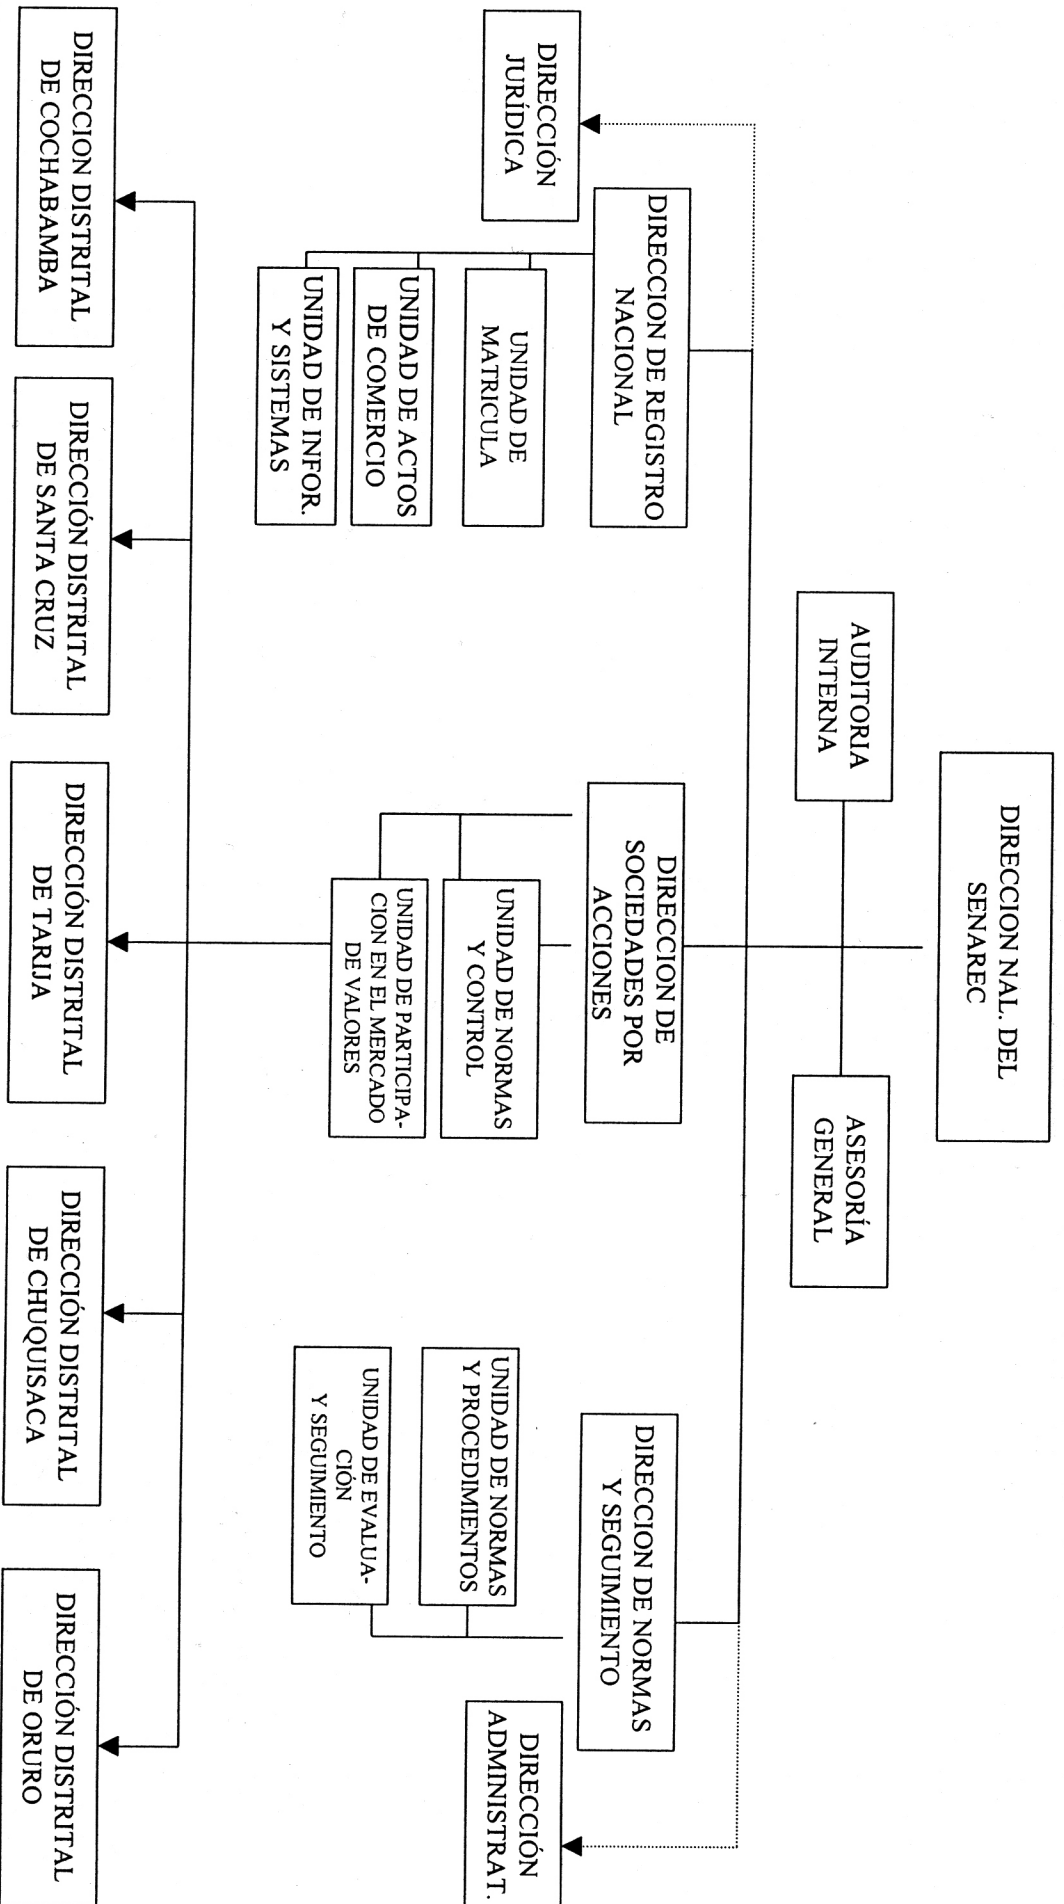 DIRECCION NAL. DEL
SENAREC
AUDITORIA
INTERNA
ASESORÍA
GENERAL
DIRECCIÓN
JURÍDICA
DIRECCION DE REGISTRO
NACIONAL
UNIDAD DE
MATRICULA
UNIDAD DE ACTOS
DE COMERCIO
UNIDAD DE INFOR.
Y SISTEMAS
DIRECCION DE
SOCIEDADES POR
ACCIONES
UNIDAD DE NORMAS
Y CONTROL
UNIDAD DE PARTICIPA-
CION EN EL MERCADO
DE VALORES
DIRECCION DE NORMAS
Y SEGUIMIENTO
UNIDAD DE NORMAS
Y PROCEDIMIENTOS
UNIDAD DE EVALUA-
CIÓN
Y SEGUIMIENTO
DIRECCIÓN
ADMINISTRAT.
DIRECCION DISTRITAL
DE COCHABAMBA
DIRECCIÓN DISTRITAL
DE SANTA CRUZ
DIRECCIÓN DISTRITAL
DE TARIJA
DIRECCIÓN DISTRITAL
DE CHUQUISACA
DIRECCIÓN DISTRITAL
DE ORURO